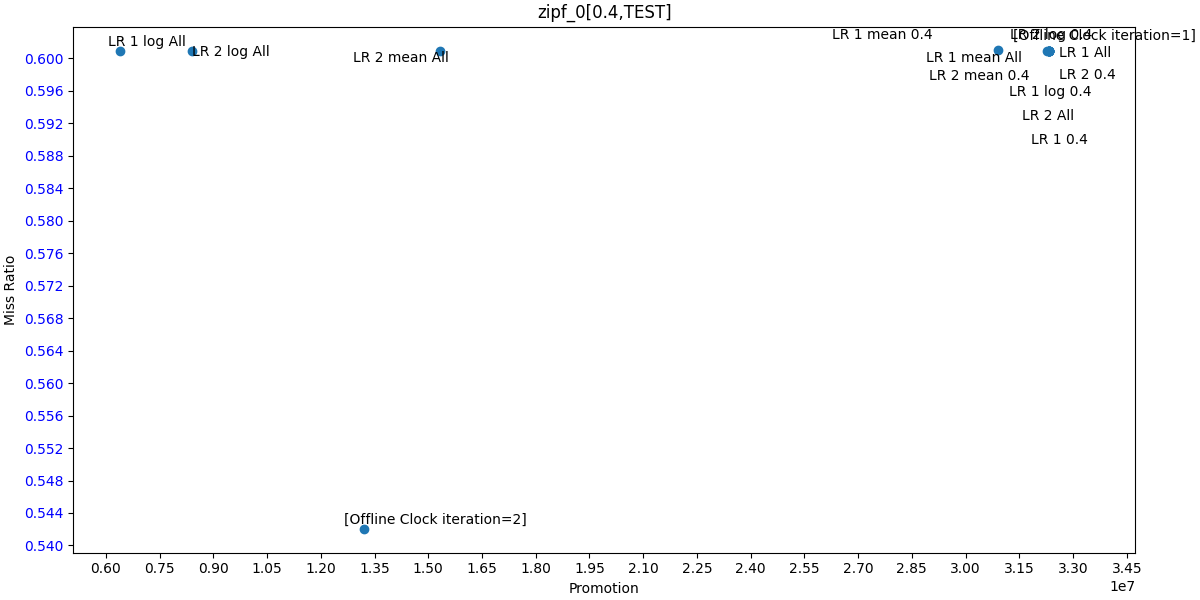 zipf_0[0.4,TEST]
LR 1 log All
LR 2 log All
LR 2 mean All
LR 1 mean 0.4
LR 2 log 0.4
[Offline Clock iteration=1]
LR 1 mean All
LR 1 All
LR 2 mean 0.4
LR 2 0.4
LR 1 log 0.4
LR 2 All
LR 1 0.4
[Offline Clock iteration=2]
Miss Ratio
0.600
0.596
0.592
0.588
0.584
0.580
0.576
0.572
0.568
0.564
0.560
0.556
0.552
0.548
0.544
0.540
0.60 0.75 0.90 1.05 1.20 1.35 1.50 1.65 1.80 1.95 2.10 2.25 2.40 2.55 2.70 2.85 3.00 3.15 3.30 3.45
1e7
Promotion